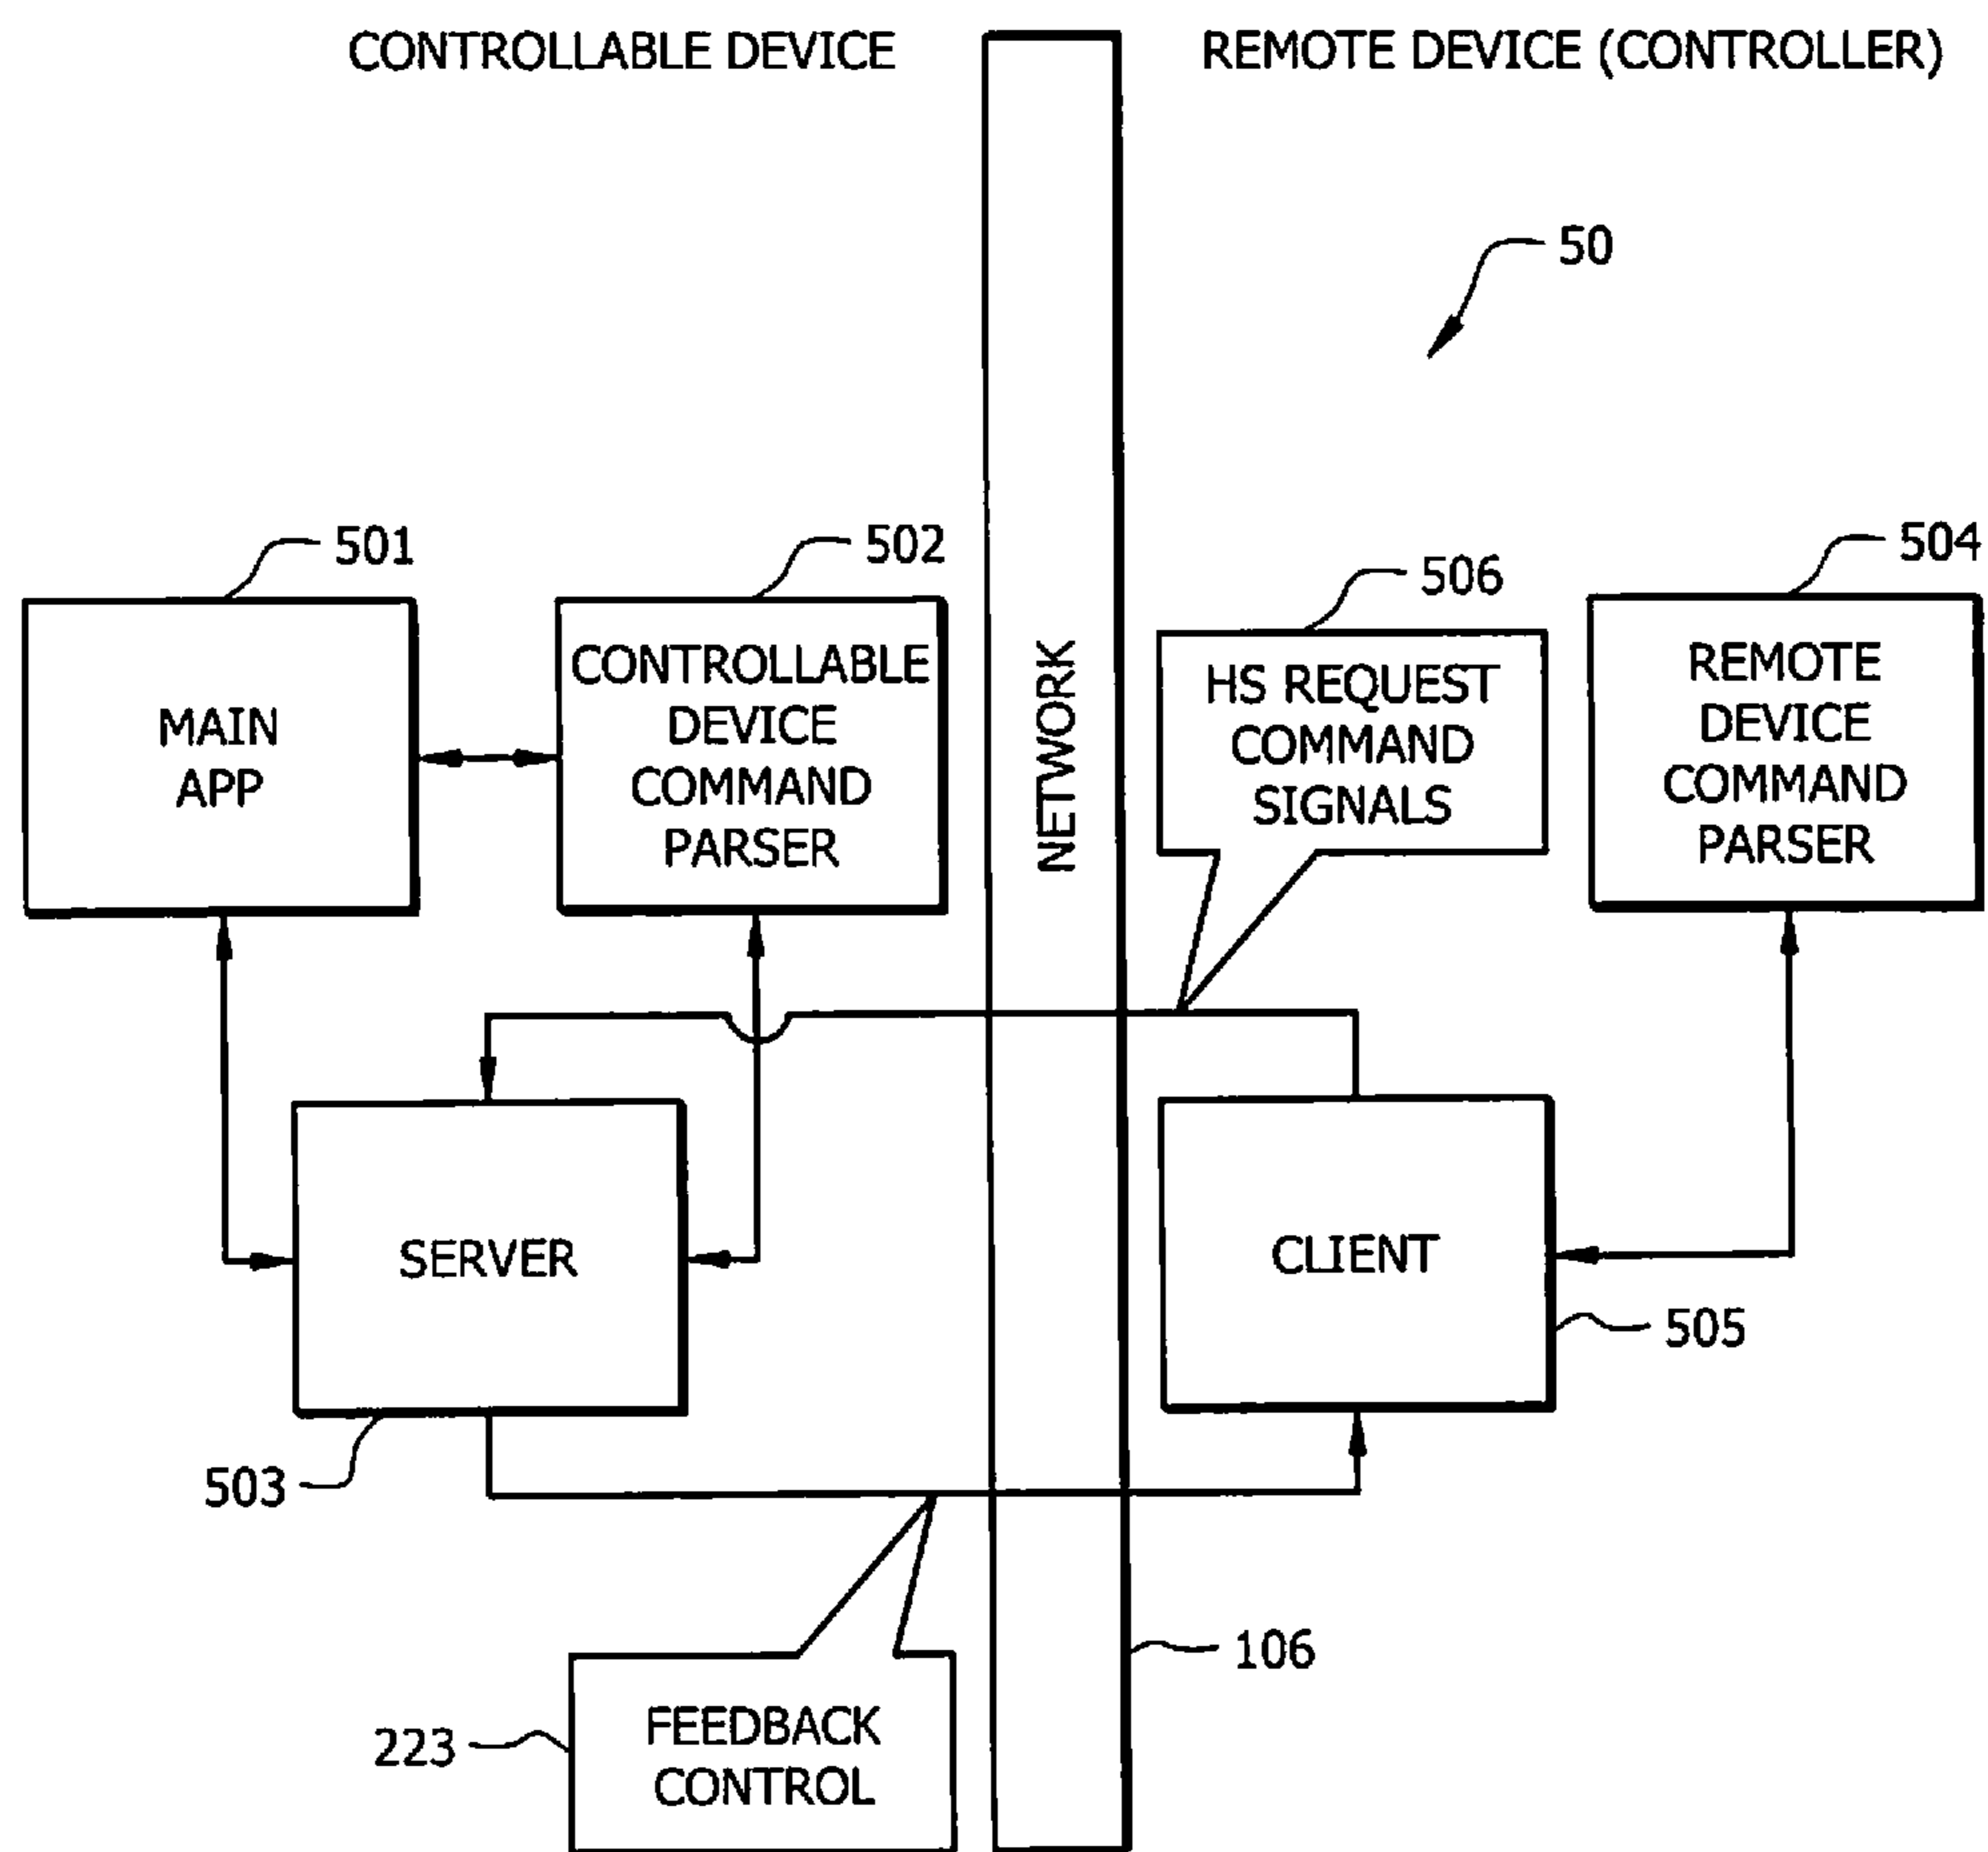 CONTROLLABLE DEVICE
REMOTE DEVICE (CONTROLLER)
50
501
502
506
504
MAIN
APP
CONTROLLABLE
DEVICE
COMMAND
PARSER
NETWORK
HS REQUEST
COMMAND
SIGNALS
REMOTE
DEVICE
COMMAND
PARSER
SERVER
CLIENT
505
503
106
223
FEEDBACK
CONTROL